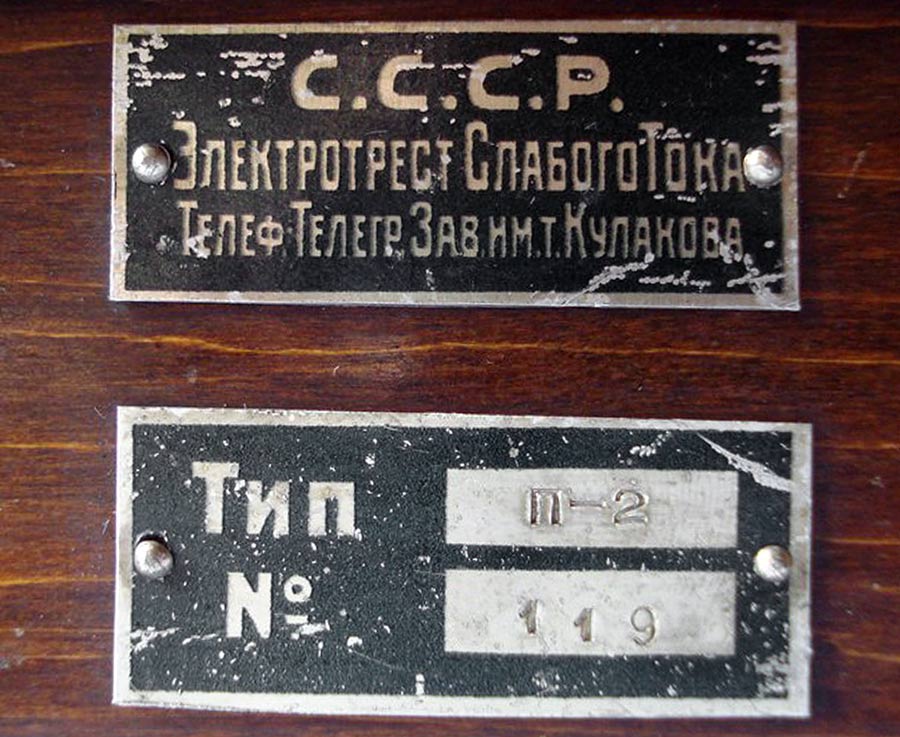 С.С.С.Р.
Электротрест Слабого Тока
Телеф.-Телегр. Зав. им. т. Кулакова
Тип П-2
№ 119